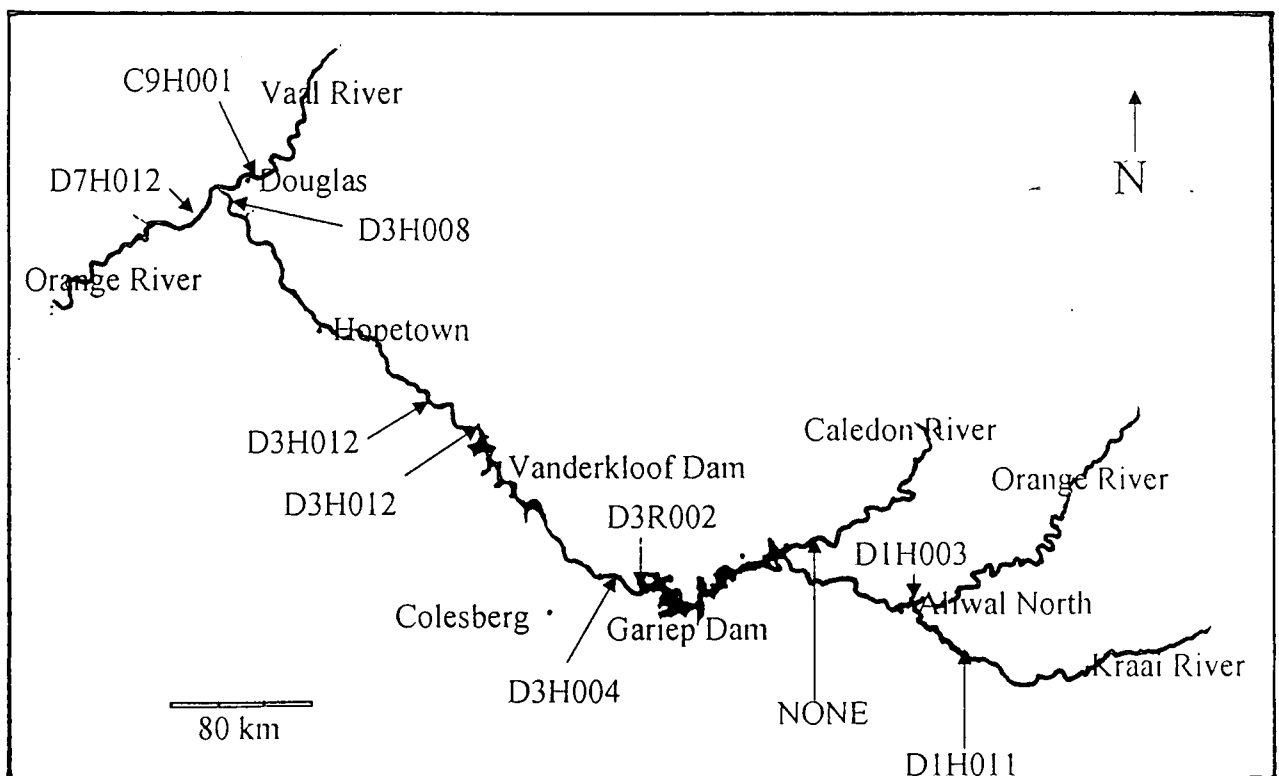 C9H001
Vaal River
D7H012
Douglas
N
D3H008
Orange River
Hopetown
D3H012
Caledon River
Vanderkloof Dam
Orange River
D3H012
D3R002
D1H003
Aliwal North
Colesberg
Gariep Dam
Kraai River
D3H004
NONE
80 km
D1H011